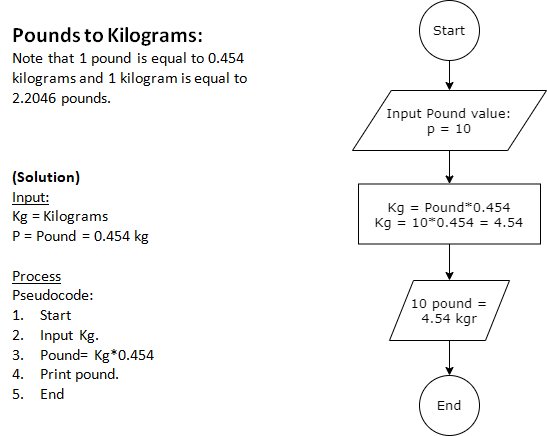 Pounds to Kilograms:
Note that 1 pound is equal to 0.454
kilograms and 1 kilogram is equal to
2.2046 pounds.
(Solution)
Input:
Kg = Kilograms
P = Pound = 0.454 kg
Process
Pseudocode:
1. Start
2. Input Kg.
3. Pound= Kg*0.454
4. Print pound.
5. End
Start
Input Pound value:
p = 10
Kg = Pound*0.454
Kg = 10*0.454 = 4.54
10 pound =
4.54 kgr
End